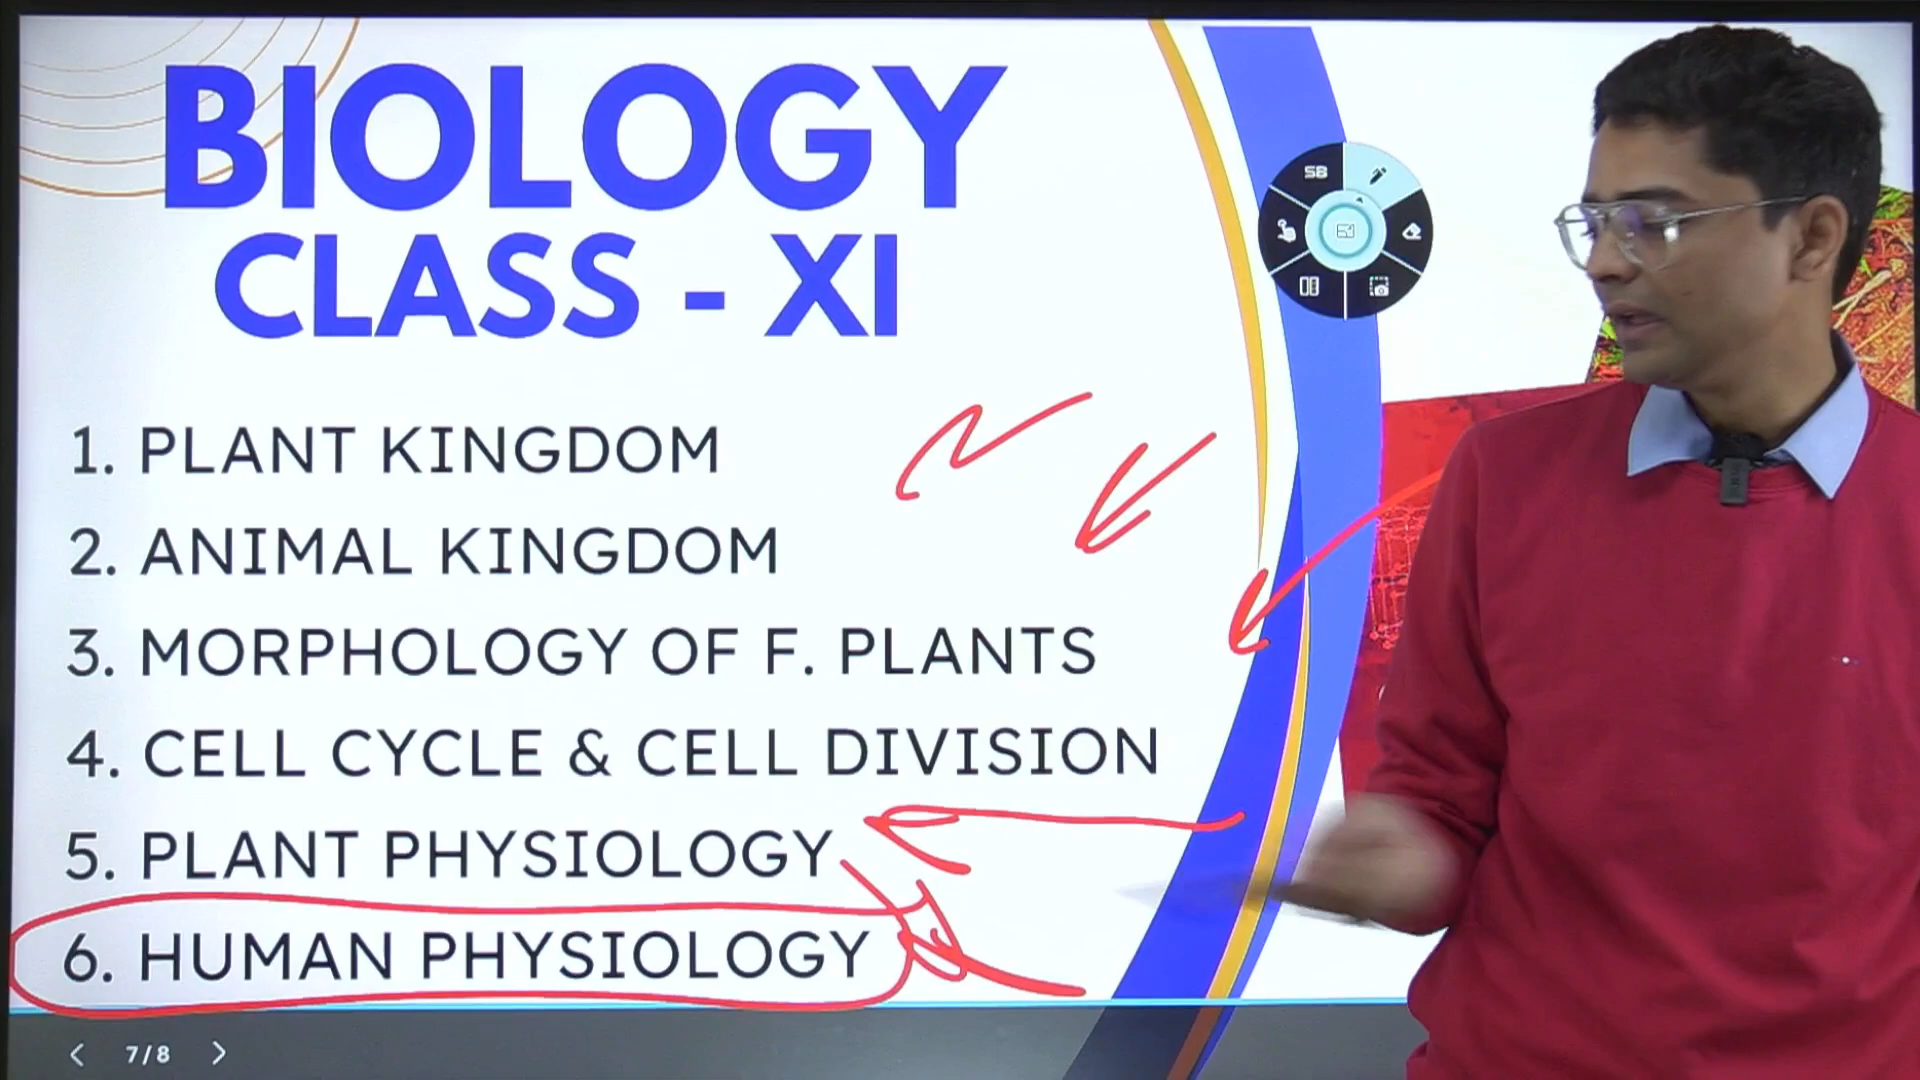 BIOLOGY
CLASS - XI
SB
1. PLANT KINGDOM
2. ANIMAL KINGDOM
3. MORPHOLOGY OF F. PLANTS
4. CELL CYCLE & CELL DIVISION
5. PLANT PHYSIOLOGY
6. HUMAN PHYSIOLOGY
7/8